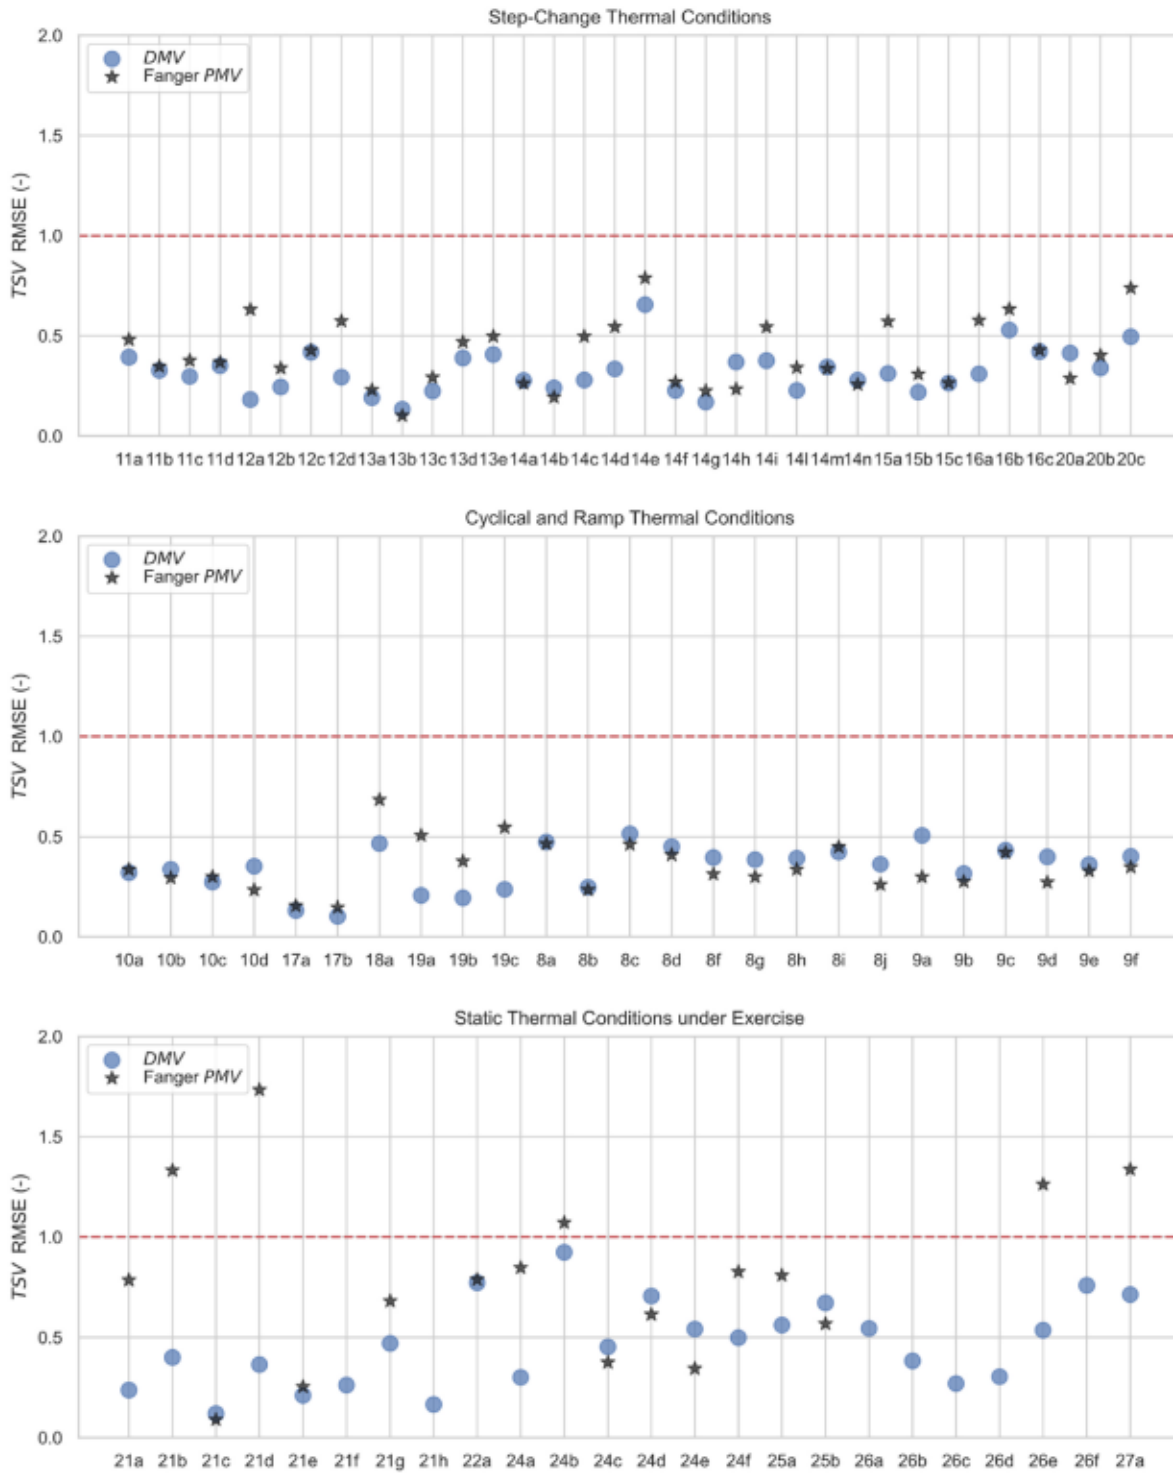 Step-Change Thermal Conditions
2.0
DMV
Fanger PMV
1.5
TSV RMSE (-)
1.0
0.5
0.0
11a 11b 11c 11d 12a 12b 12c 12d 13a 13b 13c 13d 13e 14a 14b 14c 14d 14e 14f 14g 14h 14i 14l 14m 14n 15a 15b 15c 16a 16b 16c 20a 20b 20c
Cyclical and Ramp Thermal Conditions
2.0
DMV
Fanger PMV
1.5
TSV RMSE (-)
1.0
0.5
0.0
10a 10b 10c 10d 17a 17b 18a 19a 19b 19c 8a 8b 8c 8d 8f 8g 8h 8i 8j 9a 9b 9c 9d 9e 9f
Static Thermal Conditions under Exercise
2.0
DMV
Fanger PMV
1.5
TSV RMSE (-)
1.0
0.5
0.0
21a 21b 21c 21d 21e 21f 21g 21h 22a 24a 24b 24c 24d 24e 24f 25a 25b 26a 26b 26c 26d 26e 26f 27a